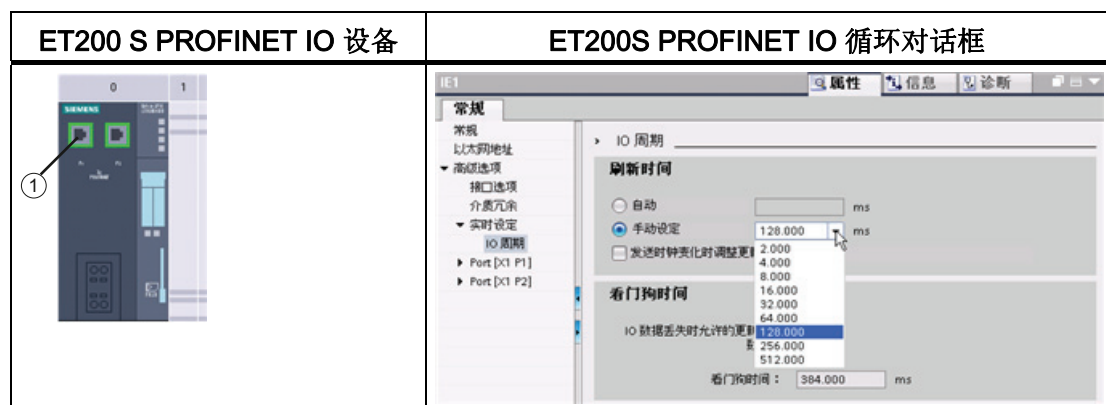 ET200 S PROFINET IO 设备
ET200S PROFINET IO 循环对话框
0 1
SIEMENS
①
IE1
属性 信息 诊断
常规
常规
以太网地址
高级选项
接口选项
介质冗余
实时设定
IO 周期
Port [X1 P1]
Port [X1 P2]
IO 周期
刷新时间
自动 ms
手动设定 128.000 ms
发送时钟变化时调整更
2.000
4.000
8.000
16.000
32.000
64.000
128.000
256.000
512.000
看门狗时间
IO 数据丢失时允许的更
数
看门狗时间： 384.000 ms